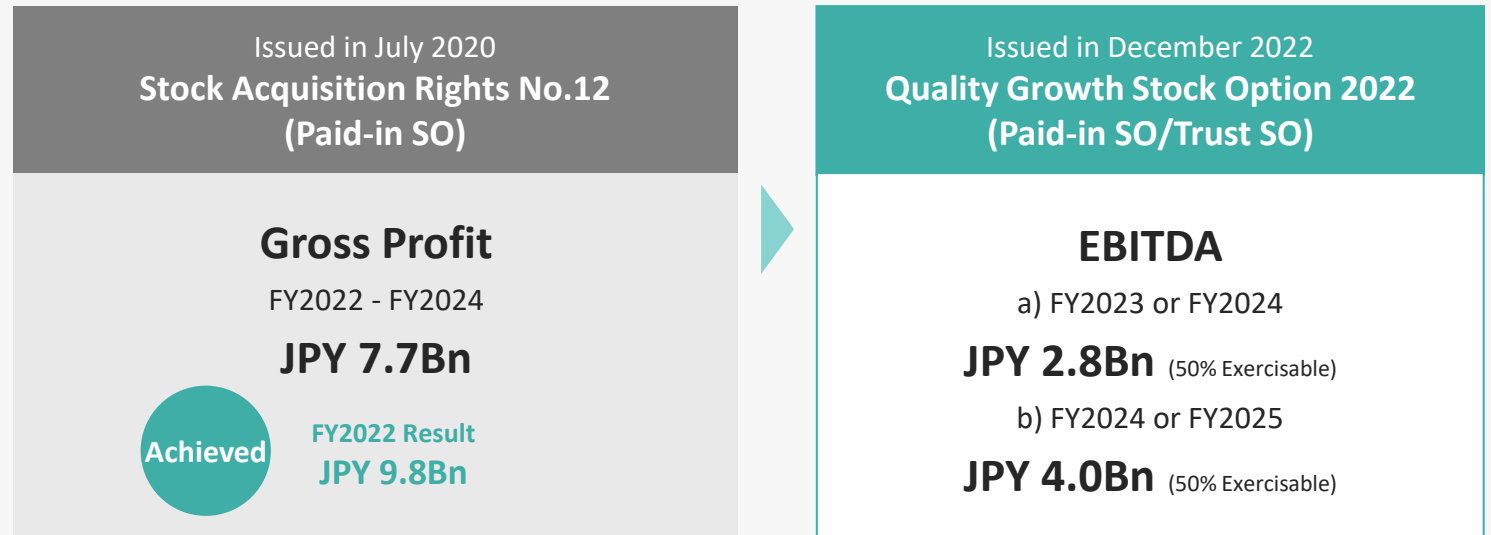 Issued in July 2020
Stock Acquisition Rights No.12
(Paid-in SO)
Gross Profit
FY2022 - FY2024
JPY 7.7Bn
Achieved
FY2022 Result
JPY 9.8Bn
Issued in December 2022
Quality Growth Stock Option 2022
(Paid-in SO/Trust SO)
EBITDA
a) FY2023 or FY2024
JPY 2.8Bn (50% Exercisable)
b) FY2024 or FY2025
JPY 4.0Bn (50% Exercisable)